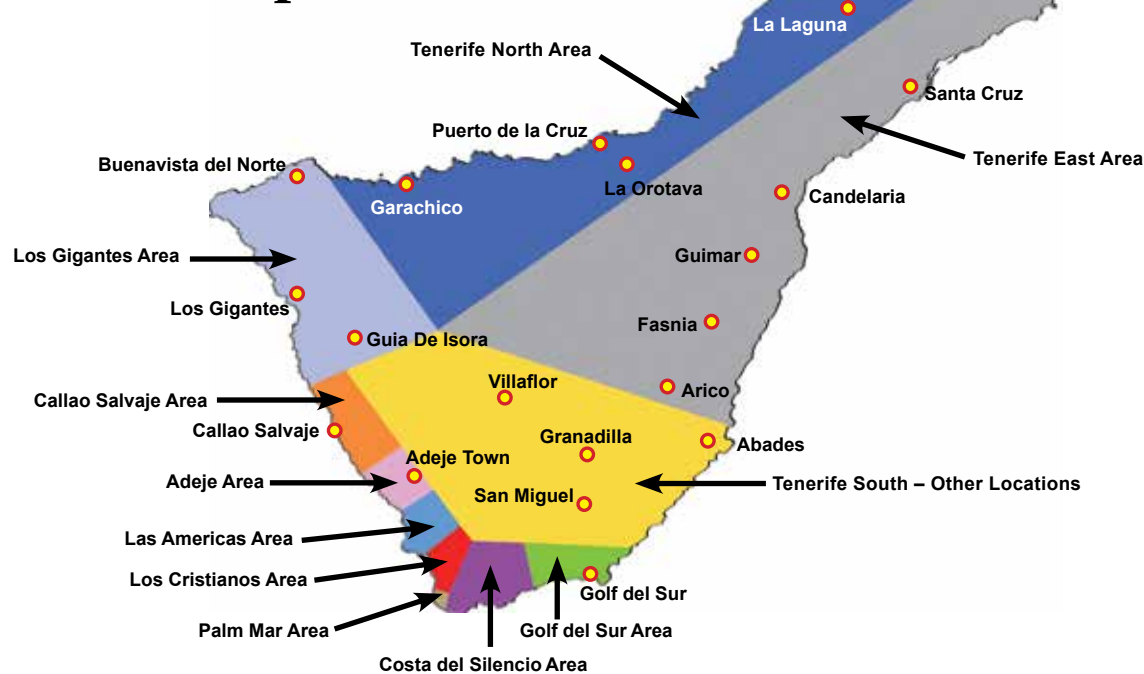 La Laguna
Tenerife North Area
Santa Cruz
Puerto de la Cruz
Tenerife East Area
Buenavista del Norte
La Orotava
Candelaria
Garachico
Los Gigantes Area
Guimar
Los Gigantes
Fasnia
Guia De Isora
Villaflor
Arico
Callao Salvaje Area
Callao Salvaje
Granadilla
Abades
Adeje Town
Adeje Area
Tenerife South – Other Locations
San Miguel
Las Americas Area
Los Cristianos Area
Golf del Sur
Palm Mar Area
Golf del Sur Area
Costa del Silencio Area